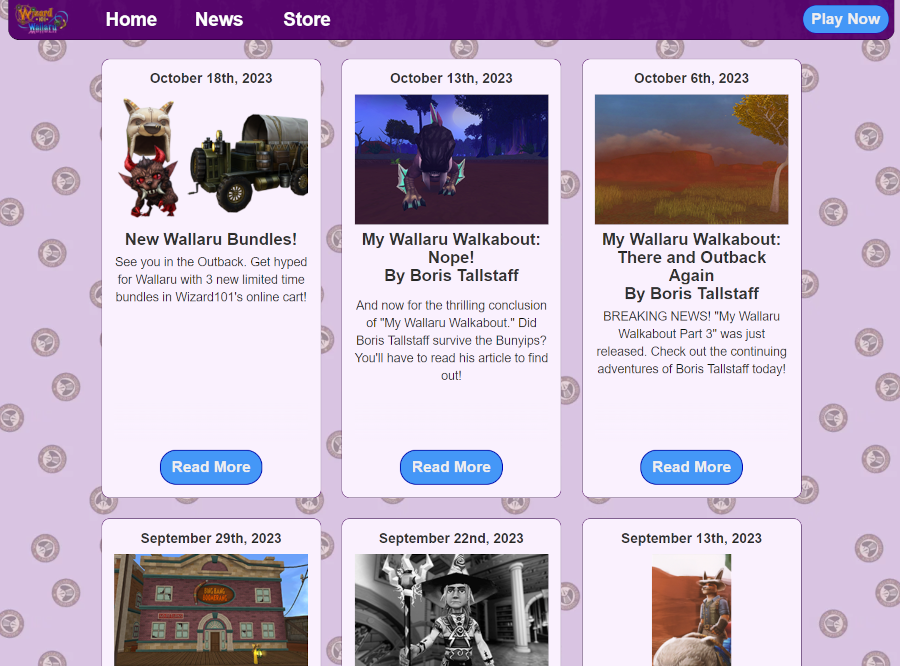 Wizard
101
Wallaru
Home
News
Store
Play Now
October 18th, 2023
New Wallaru Bundles!
See you in the Outback. Get hyped
for Wallaru with 3 new limited time
bundles in Wizard101's online cart!
Read More
October 13th, 2023
My Wallaru Walkabout:
Nope!
By Boris Tallstaff
And now for the thrilling conclusion
of "My Wallaru Walkabout." Did
Boris Tallstaff survive the Bunyips?
You'll have to read his article to find
out!
Read More
October 6th, 2023
My Wallaru Walkabout:
There and Outback
Again
By Boris Tallstaff
BREAKING NEWS! "My Wallaru
Walkabout Part 3" was just
released. Check out the continuing
adventures of Boris Tallstaff today!
Read More
September 29th, 2023
September 22nd, 2023
September 13th, 2023